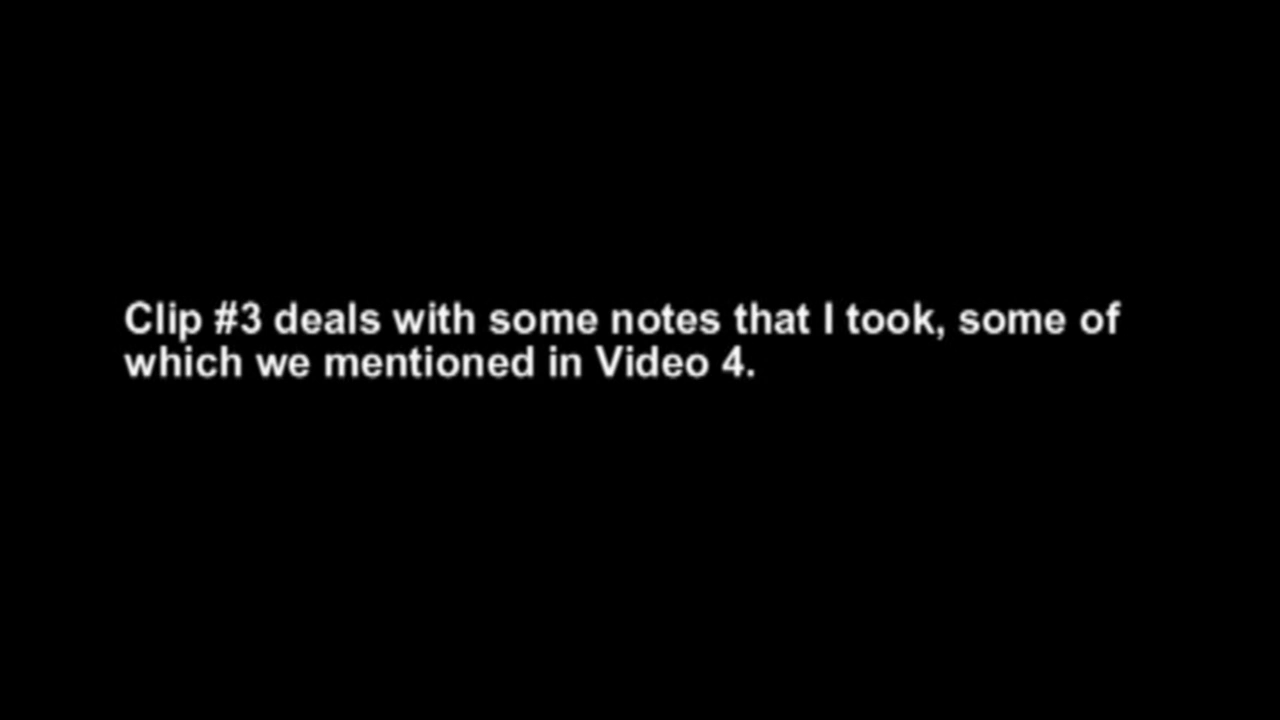 Clip #3 deals with some notes that I took, some of
which we mentioned in Video 4.